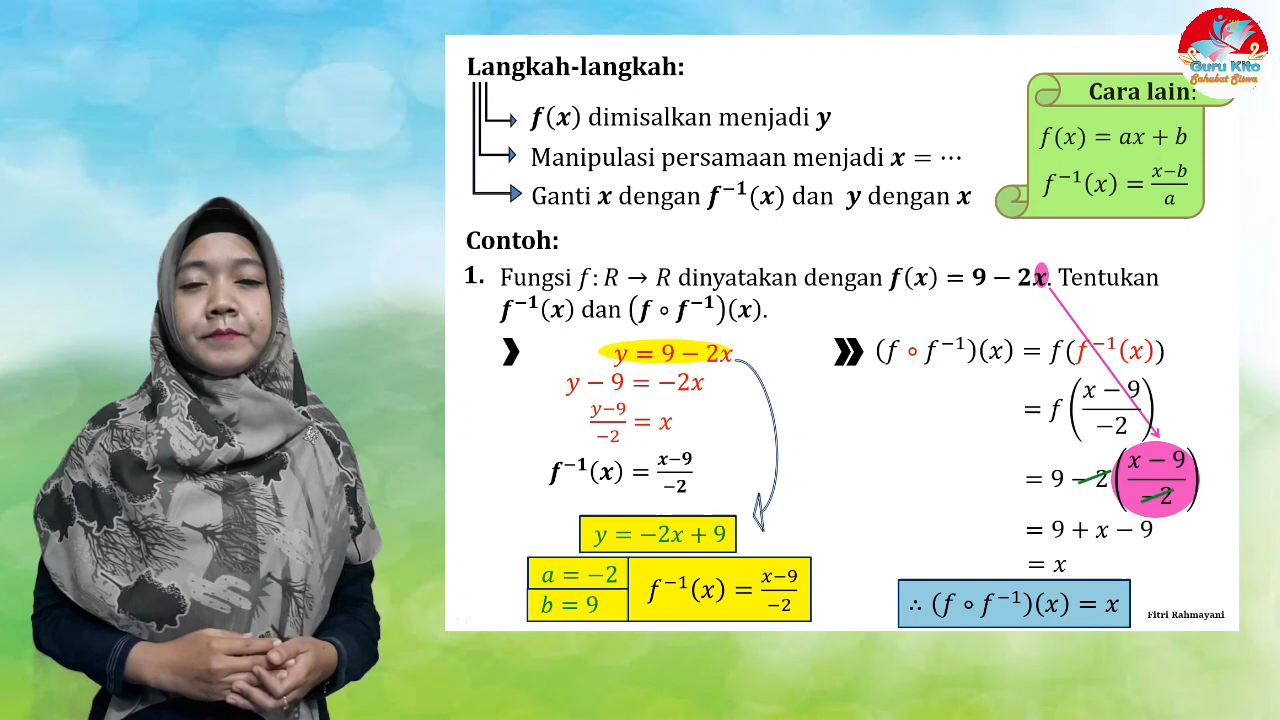 Guru Kito
Sahabat Siswa
Langkah-langkah:
f(x) dimisalkan menjadi y
Manipulasi persamaan menjadi x = ⋯
Ganti x dengan f⁻¹(x) dan y dengan x
Cara lain:
f(x) = ax + b
f⁻¹(x) = (x−b)/a
Contoh:
1. Fungsi f: R → R dinyatakan dengan f(x) = 9 − 2x. Tentukan
f⁻¹(x) dan (f ∘ f⁻¹)(x).
y = 9 − 2x
y − 9 = −2x
(y−9)/−2 = x
f⁻¹(x) = (x−9)/−2
y = −2x + 9
a = −2
b = 9
f⁻¹(x) = (x−9)/−2
(f ∘ f⁻¹)(x) = f(f⁻¹(x))
= f((x − 9)/−2)
= 9 − 2((x − 9)/−2)
= 9 + x − 9
= x
∴ (f ∘ f⁻¹)(x) = x
Fitri Rahmayani